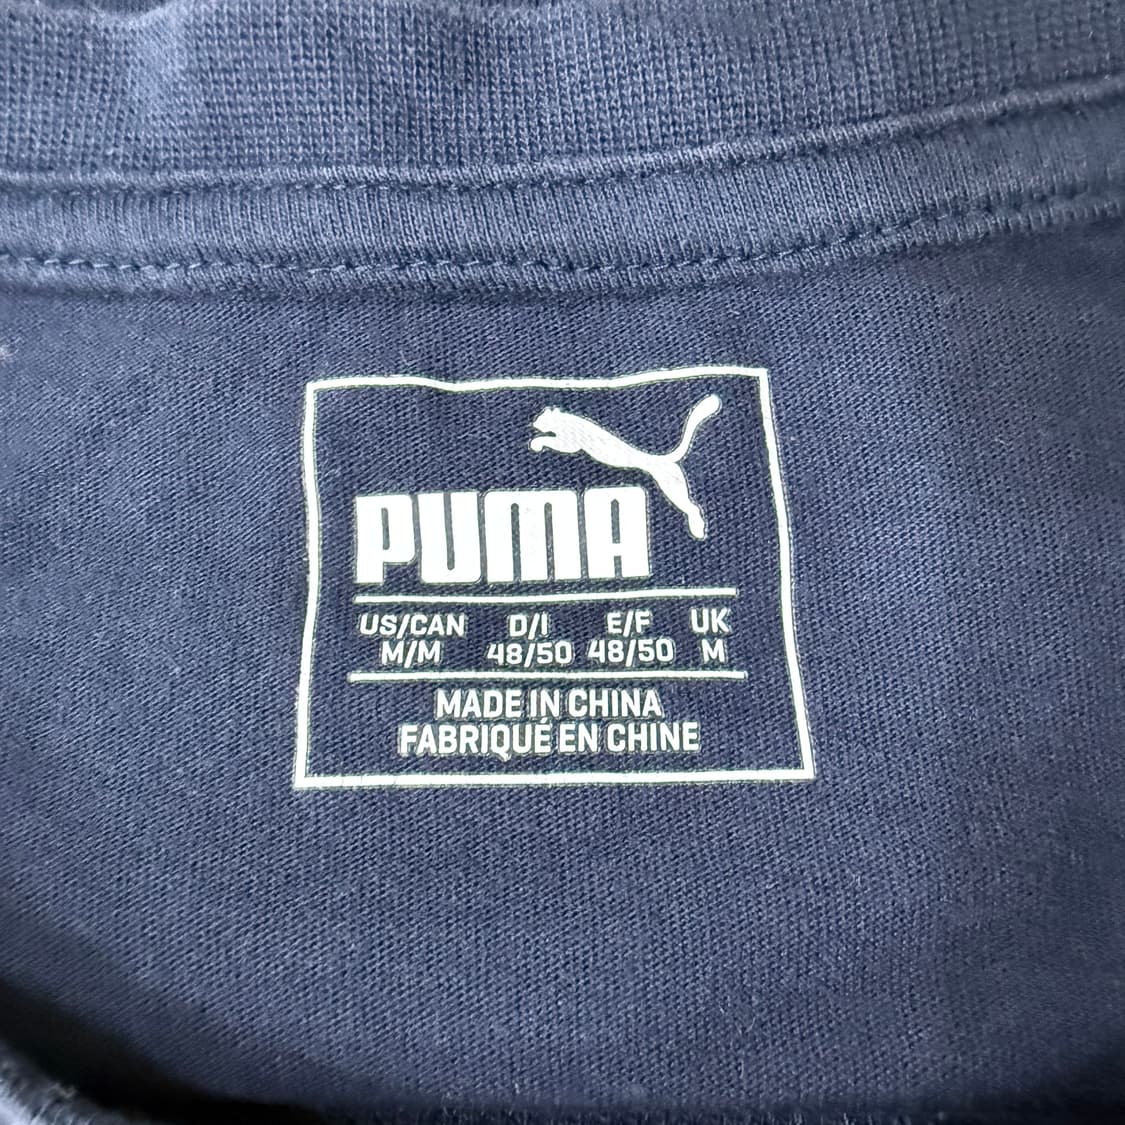 PUMA
US/CAN D/I E/F UK
M/M 48/50 48/50 M
MADE IN CHINA
FABRIQUÉ EN CHINE